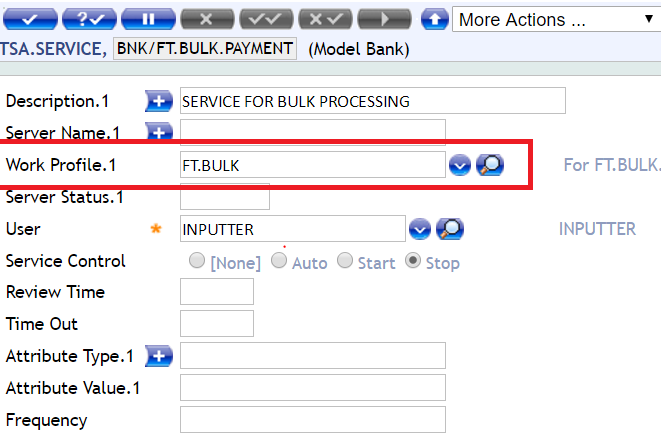 More Actions ...
TSA.SERVICE, BNK/FT.BULK.PAYMENT (Model Bank)
Description.1 SERVICE FOR BULK PROCESSING
Server Name.1
Work Profile.1 FT.BULK For FT.BULK.
Server Status.1
User * INPUTTER INPUTTER
Service Control [None] Auto Start Stop
Review Time
Time Out
Attribute Type.1
Attribute Value.1
Frequency